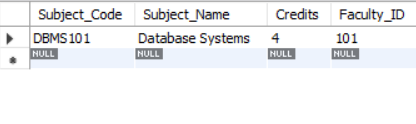 Subject_Code Subject_Name Credits Faculty_ID
DBMS101 Database Systems 4 101
NULL NULL NULL NULL